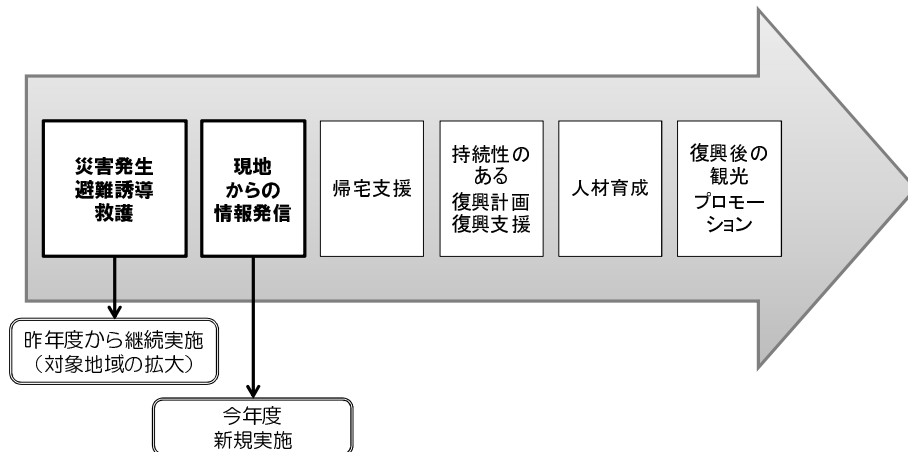 災害発生
避難誘導
救護
現地
からの
情報発信
帰宅支援
持続性の
ある
復興計画
復興支援
人材育成
復興後の
観光
プロモー
ション
昨年度から継続実施
（対象地域の拡大）
今年度
新規実施